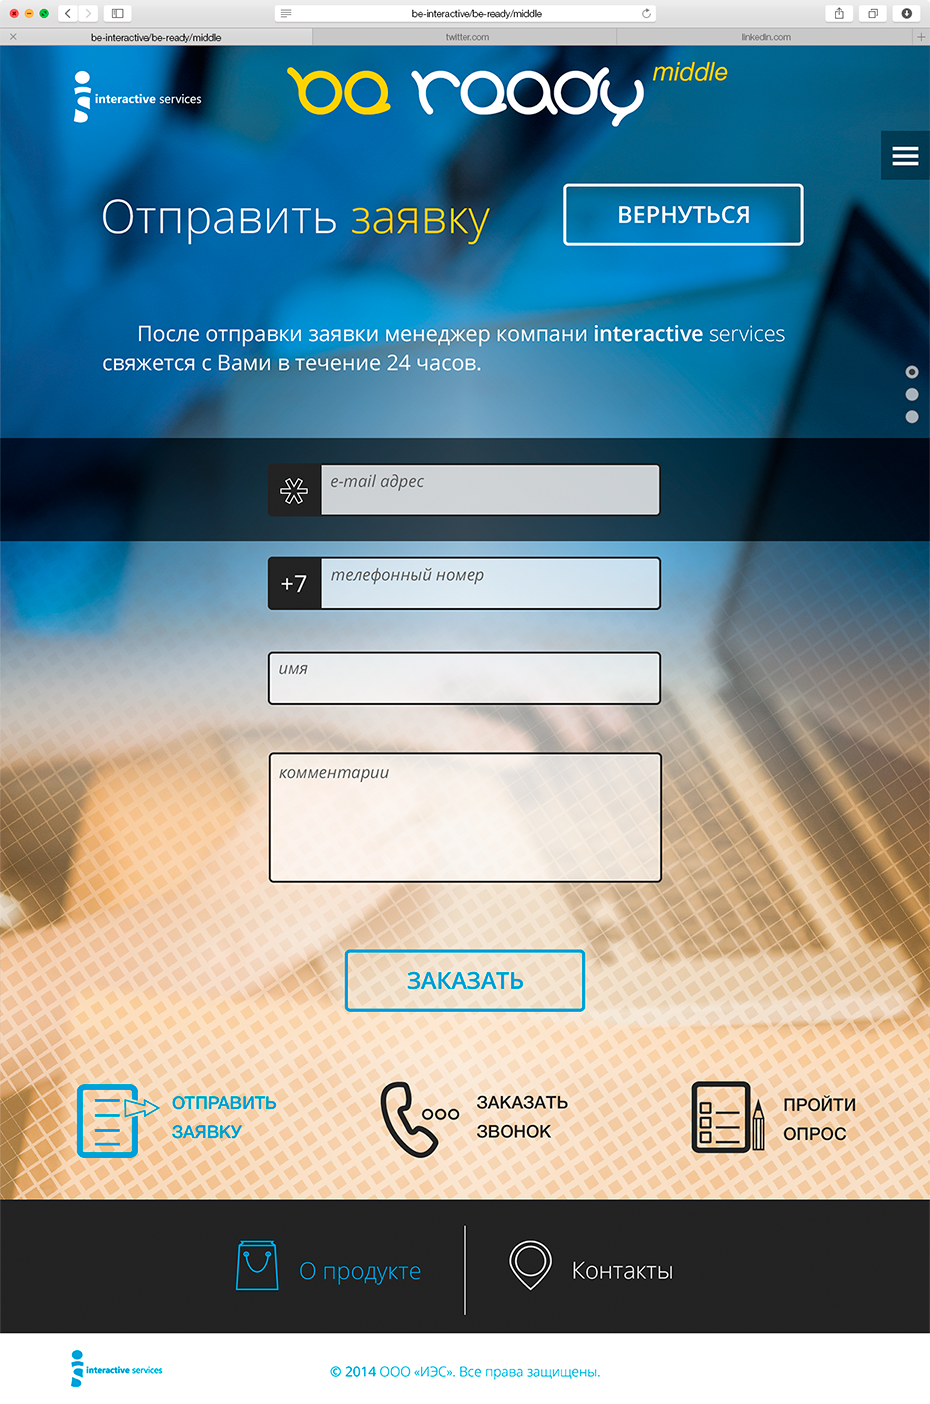 be-interactive/be-ready/middle
be-interactive/be-ready/middle
twitter.com
linkedin.com
interactive services
be ready middle
Отправить заявку
ВЕРНУТЬСЯ
После отправки заявки менеджер компани interactive services
свяжется с Вами в течение 24 часов.
e-mail адрес
+7
телефонный номер
имя
комментарии
ЗАКАЗАТЬ
ОТПРАВИТЬ
ЗАЯВКУ
ЗАКАЗАТЬ
ЗВОНОК
ПРОЙТИ
ОПРОС
О продукте
Контакты
interactive services
© 2014 ООО «ИЭС». Все права защищены.